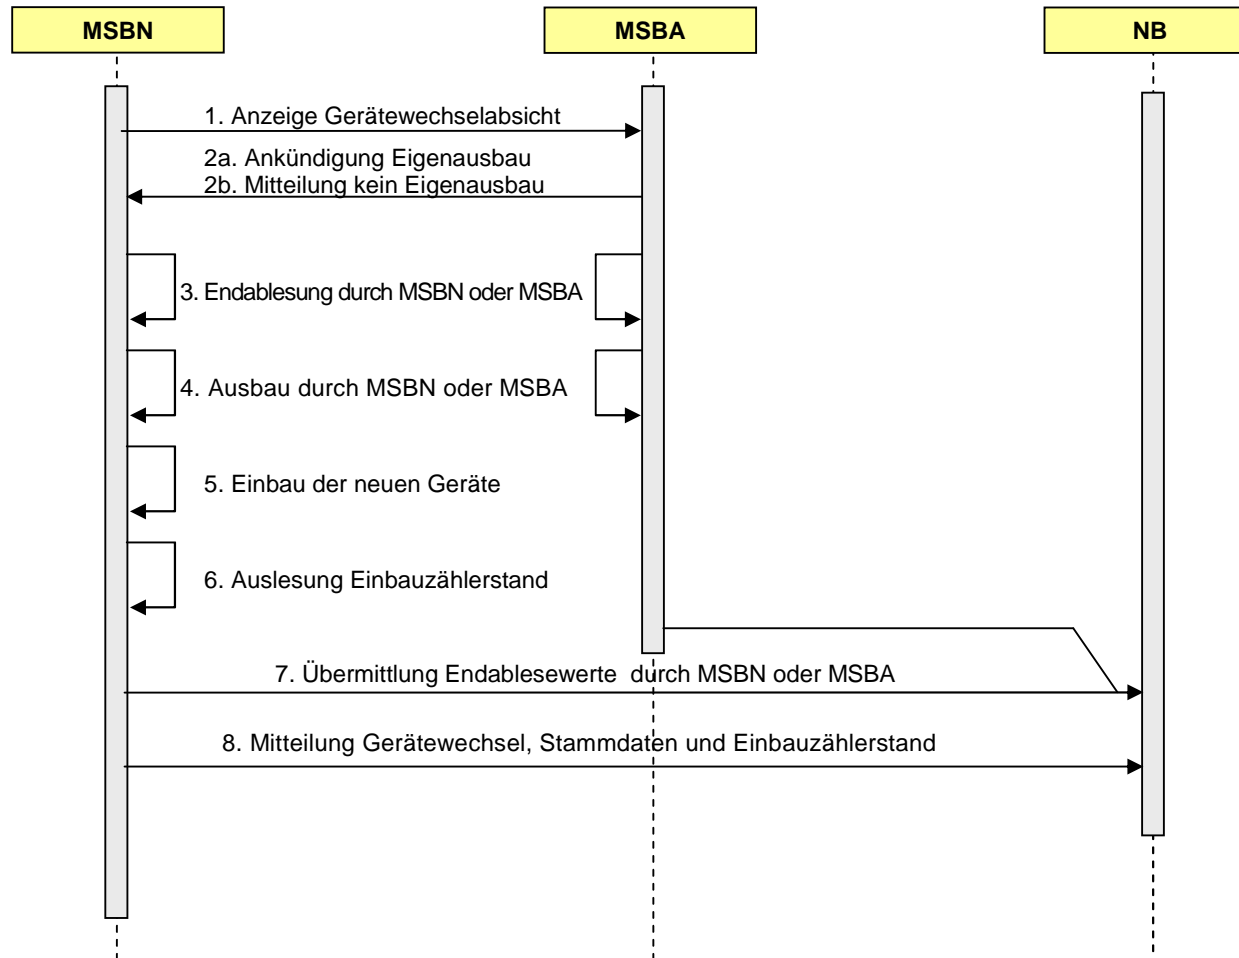 MSBN
MSBA
NB
1. Anzeige Gerätewechselabsicht
2a. Ankündigung Eigenausbau
2b. Mitteilung kein Eigenausbau
3. Endablesung durch MSBN oder MSBA
4. Ausbau durch MSBN oder MSBA
5. Einbau der neuen Geräte
6. Auslesung Einbauzählerstand
7. Übermittlung Endablesewerte durch MSBN oder MSBA
8. Mitteilung Gerätewechsel, Stammdaten und Einbauzählerstand